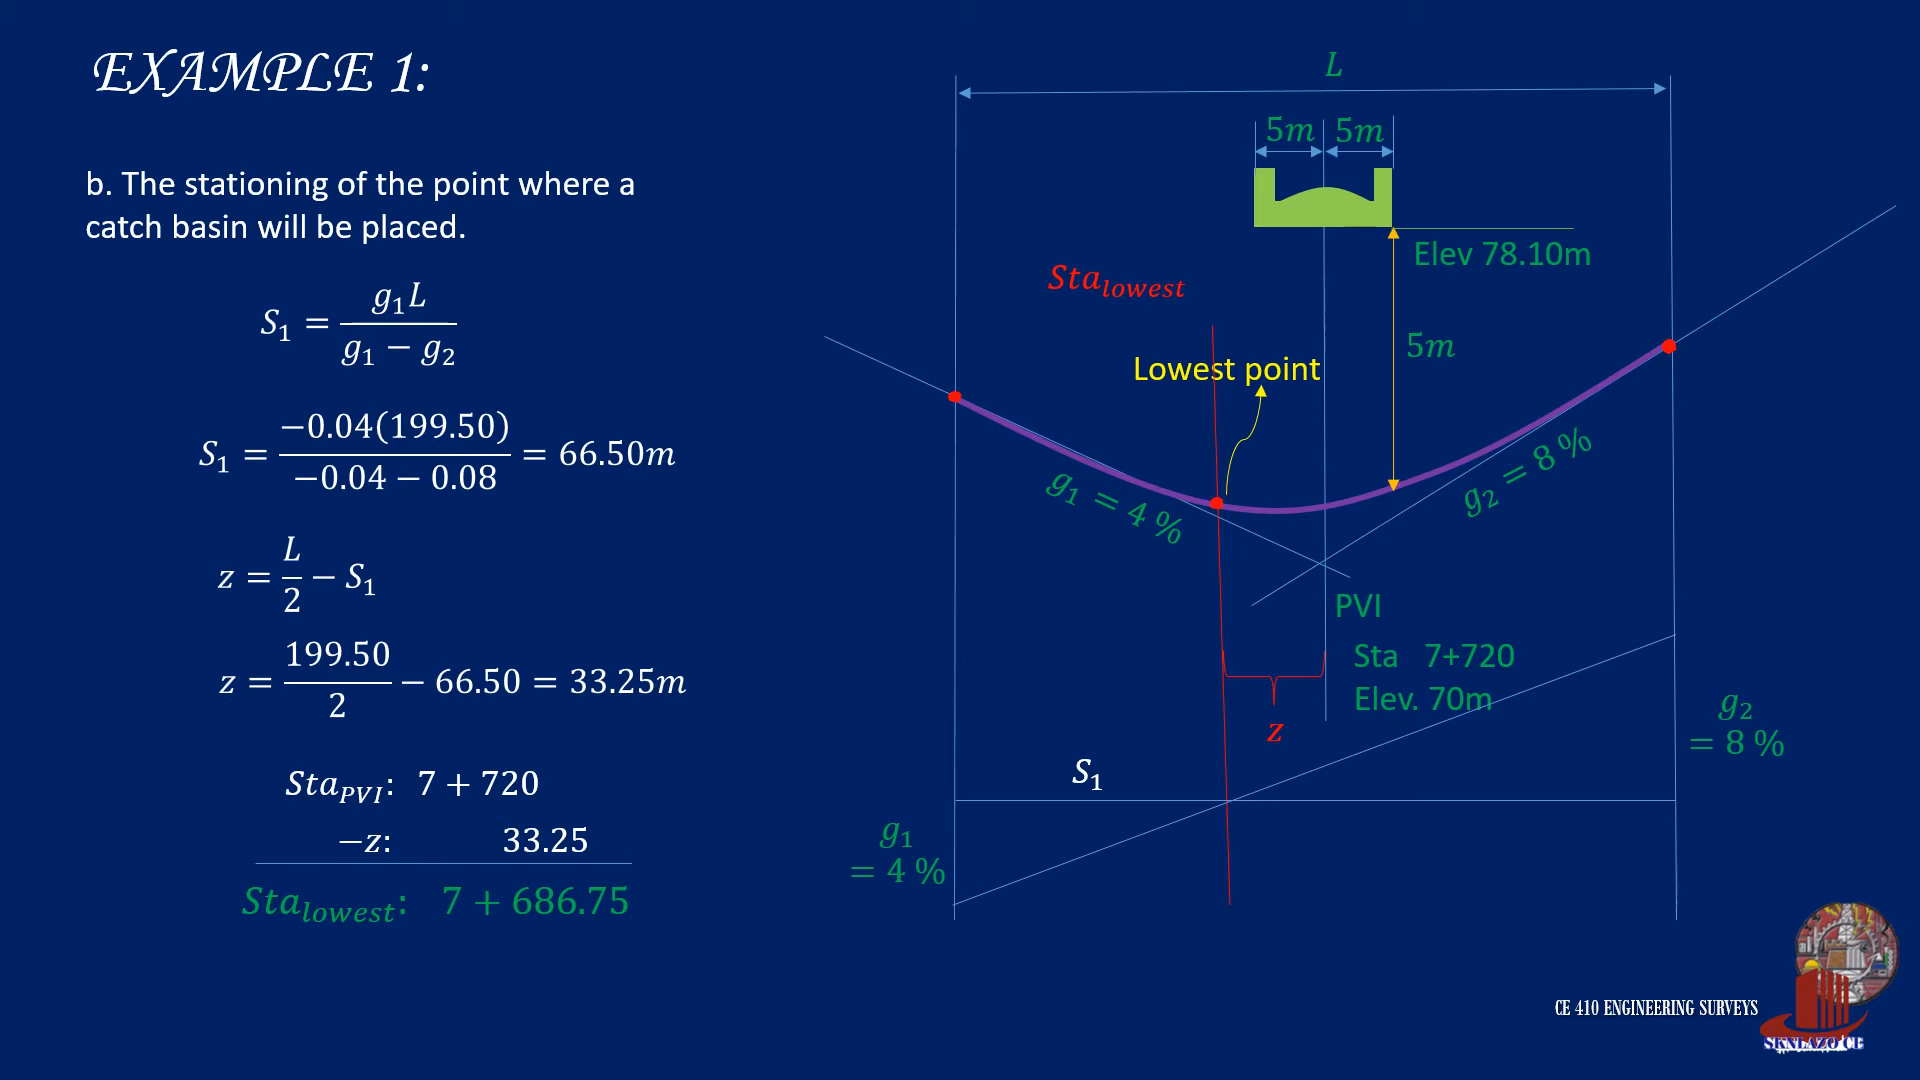 EXAMPLE 1:
b. The stationing of the point where a
catch basin will be placed.
S₁ = g₁L / (g₁ − g₂)
S₁ = −0.04(199.50) / (−0.04 − 0.08) = 66.50m
z = L/2 − S₁
z = 199.50/2 − 66.50 = 33.25m
Sta_PVI: 7 + 720
−z: 33.25
Sta_lowest: 7 + 686.75
L
5m 5m
Elev 78.10m
Sta_lowest
5m
Lowest point
g₁ = 4 %
g₂ = 8 %
PVI
Sta 7+720
Elev. 70m
z
g₂
= 8 %
S₁
g₁
= 4 %
CE 410 ENGINEERING SURVEYS
SKNLAZO CE